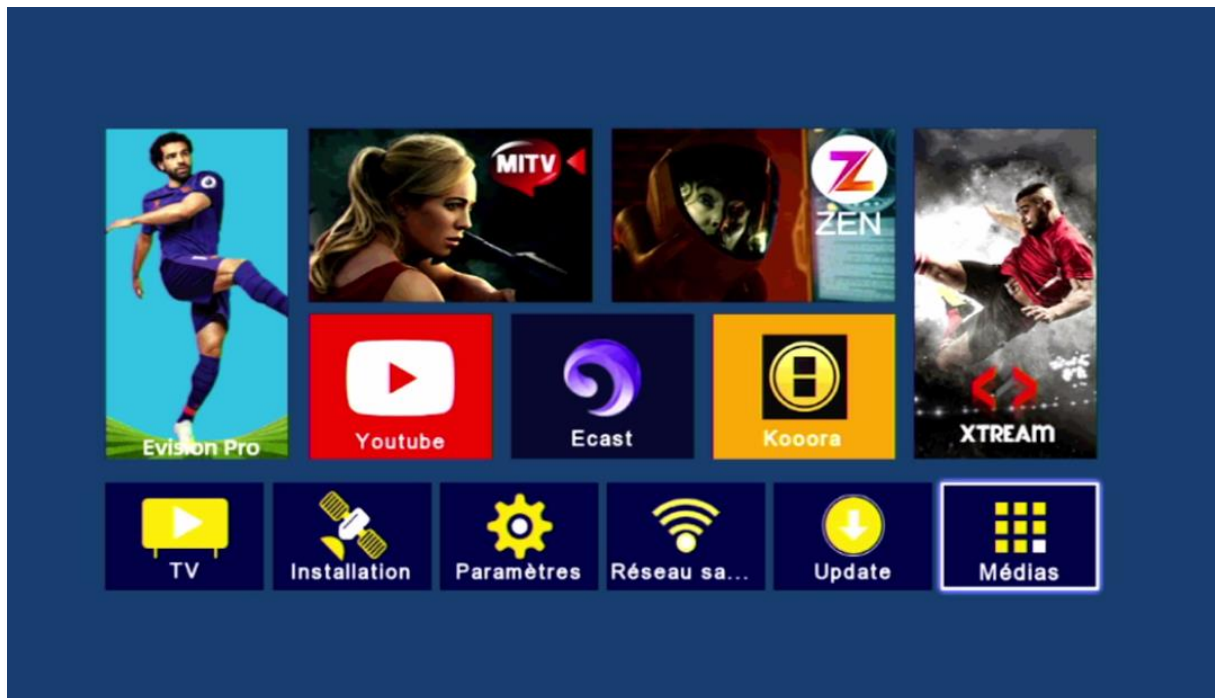 MITV
Z
ZEN
Evision Pro
Youtube
Ecast
Kooora
XTREAM
TV
Installation
Paramètres
Réseau sa...
Update
Médias